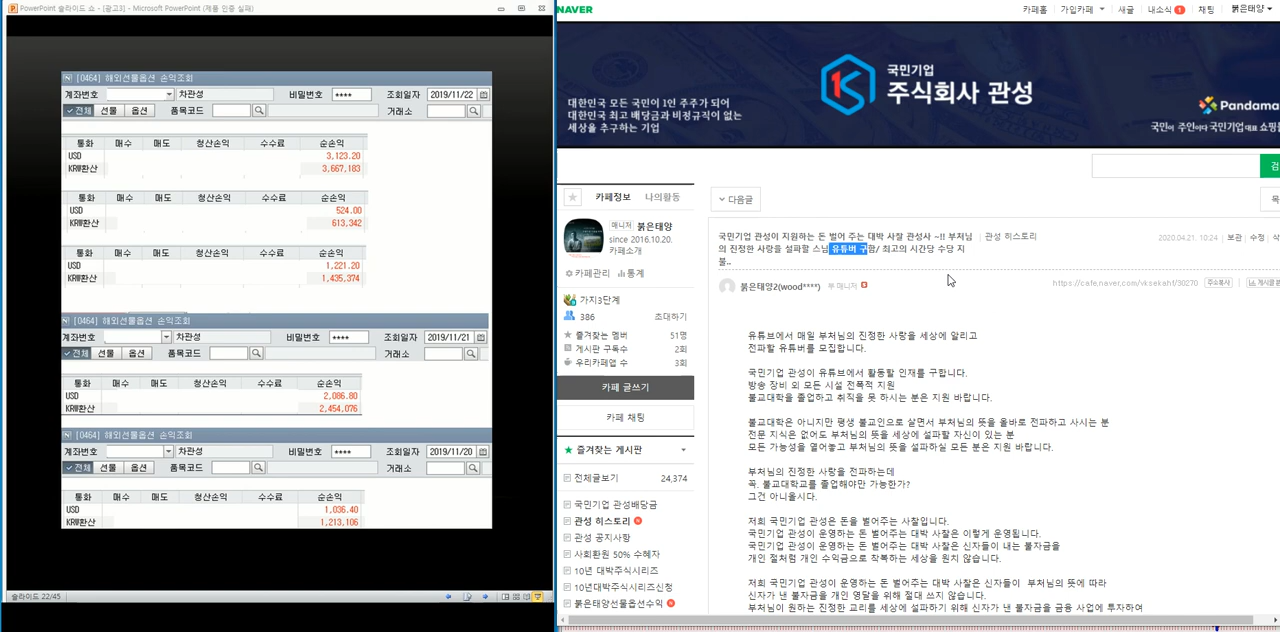 PowerPoint 슬라이드 쇼 - [광고3] - Microsoft PowerPoint (제품 인증 실패)
[0464] 해외선물옵션 손익조회
계좌번호 차관성 비밀번호 **** 조회일자 2019/11/22
전체 선물 옵션 품목코드 거래소
통화 매수 매도 청산손익 수수료 순손익
USD 3,123.20
KRW환산 3,667,183
통화 매수 매도 청산손익 수수료 순손익
USD 524.00
KRW환산 613,342
통화 매수 매도 청산손익 수수료 순손익
USD 1,221.20
KRW환산 1,435,374
[0464] 해외선물옵션 손익조회
계좌번호 차관성 비밀번호 **** 조회일자 2019/11/21
전체 선물 옵션 품목코드 거래소
통화 매수 매도 청산손익 수수료 순손익
USD 2,086.80
KRW환산 2,454,076
[0464] 해외선물옵션 손익조회
계좌번호 차관성 비밀번호 **** 조회일자 2019/11/20
전체 선물 옵션 품목코드 거래소
통화 매수 매도 청산손익 수수료 순손익
USD 1,036.40
KRW환산 1,213,106
슬라이드 22/45
NAVER
카페홈 가입카페 새글 내소식 1 채팅 붉은태양
대한민국 모든 국민이 1인 주주가 되어
대한민국 최고 배당금과 비정규직이 없는
세상을 추구하는 기업
국민기업
주식회사 관성
Pandama
국민이 주인이다 국민기업대표 쇼핑몰
검
카페정보 나의활동
매니저 붉은태양
since 2016.10.20.
카페소개
카페관리 통계
가지3단계
386 초대하기
즐겨찾는 멤버 51명
게시판 구독수 2회
우리카페앱 수 3회
카페 글쓰기
카페 채팅
즐겨찾는 게시판
전체글보기 24,374
국민기업 관성배당금
관성 히스토리
관성 공지사항
사회환원 50% 수혜자
10년 대박주식시리즈
10년대박주식시리즈신청
붉은태양선물옵션수익
다음글
목
국민기업 관성이 지원하는 돈 벌어 주는 대박 사찰 관성사 ~!! 부처님 관성 히스토리
의 진정한 사랑을 설파할 스님 유튜버 구함/ 최고의 시간당 수당 지
불..
2020.04.21. 10:24 보관 수정 삭
붉은태양2(wood****) 부매니저
https://cafe.naver.com/vksekahf/30270 주소복사 게시글본
유튜브에서 매일 부처님의 진정한 사랑을 세상에 알리고
전파할 유튜버를 모집합니다.
국민기업 관성이 유튜브에서 활동할 인재를 구합니다.
방송 장비 외 모든 시설 전폭적 지원
불교대학을 졸업하고 취직을 못 하시는 분은 지원 바랍니다.
불교대학은 아니지만 평생 불교인으로 살면서 부처님의 뜻을 올바로 전파하고 사시는 분
전문 지식은 없어도 부처님의 뜻을 세상에 설파할 자신이 있는 분
모든 가능성을 열어놓고 부처님의 뜻을 설파하실 모든 분은 지원 바랍니다.
부처님의 진정한 사랑을 전파하는데
꼭. 불교대학교를 졸업해야만 가능한가?
그건 아니올시다.
저희 국민기업 관성은 돈을 벌어주는 사찰입니다.
국민기업 관성이 운영하는 돈 벌어주는 대박 사찰은 이렇게 운영됩니다.
국민기업 관성이 운영하는 돈 벌어주는 대박 사찰은 신자들이 내는 불자금을
개인 절처럼 개인 수익금으로 착복하는 세상을 원치 않습니다.
저희 국민기업 관성이 운영하는 돈 벌어주는 대박 사찰은 신자들이 부처님의 뜻에 따라
신자가 낸 불자금을 개인 영달을 위해 절대 쓰지 않습니다.
부처님이 원하는 진정한 교리를 세상에 설파하기 위해 신자가 낸 불자금을 금융 사업에 투자하여